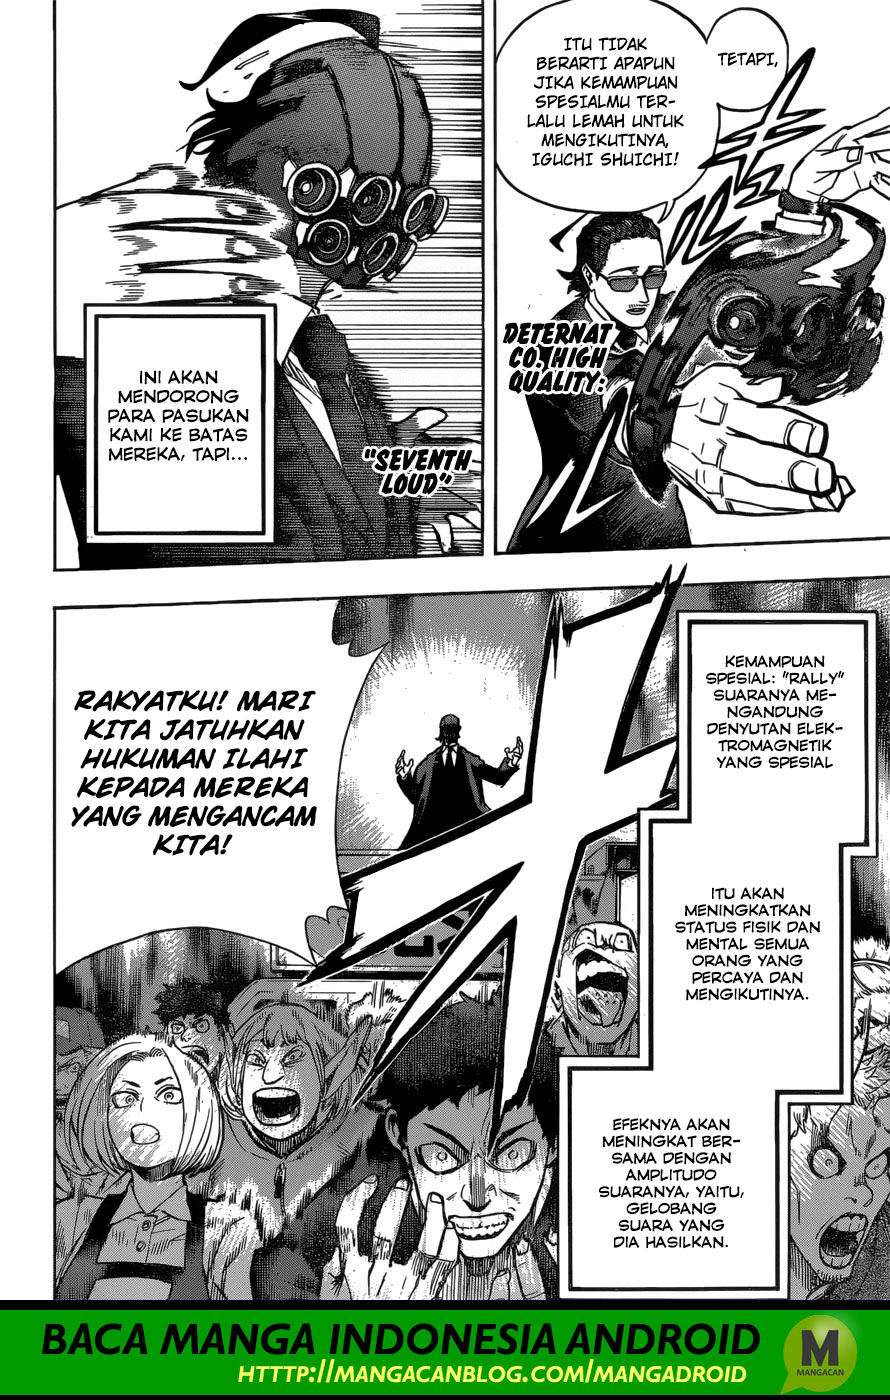 TETAPI,
ITU TIDAK
BERARTI APAPUN
JIKA KEMAMPUAN
SPESIALMU TER-
LALU LEMAH UNTUK
MENGIKUTINYA,
IGUCHI SHUICHI!
DETERNAT
CO. HIGH
QUALITY:
"SEVENTH
LOUD"
INI AKAN
MENDORONG
PARA PASUKAN
KAMI KE BATAS
MEREKA, TAPI...
KEMAMPUAN
SPESIAL: "RALLY"
SUARANYA ME-
NGANDUNG
DENYUTAN ELEK-
TROMAGNETIK
YANG SPESIAL
RAKYATKU! MARI
KITA JATUHKAN
HUKUMAN ILAHI
KEPADA MEREKA
YANG MENGANCAM
KITA!
ITU AKAN
MENINGKATKAN
STATUS FISIK DAN
MENTAL SEMUA
ORANG YANG
PERCAYA DAN
MENGIKUTINYA.
EFEKNYA AKAN
MENINGKAT BER-
SAMA DENGAN
AMPLITUDO
SUARANYA, YAITU,
GELOBANG
SUARA YANG
DIA HASILKAN.
BACA MANGA INDONESIA ANDROID
HTTTP://MANGACANBLOG.COM/MANGADROID
M
MANGACAN